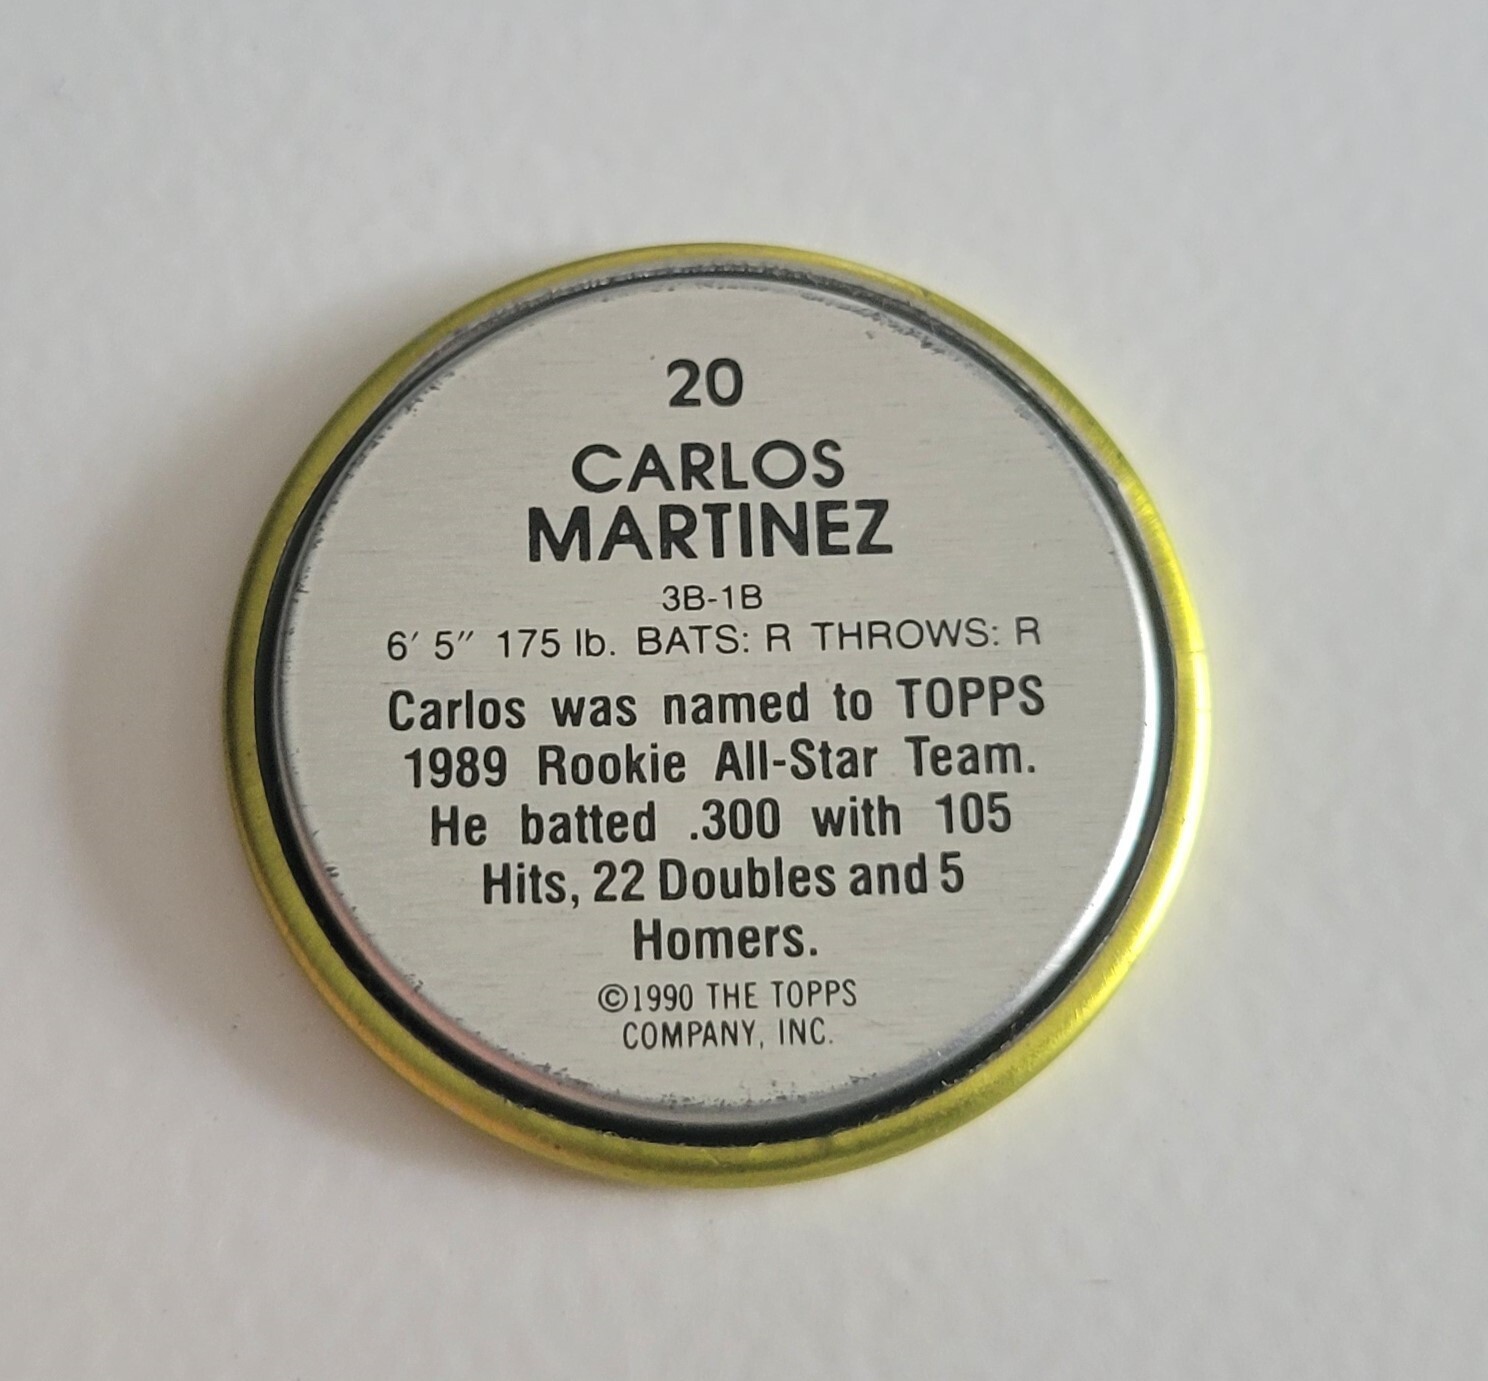 20
CARLOS
MARTINEZ
3B-1B
6′ 5″ 175 lb. BATS: R THROWS: R
Carlos was named to TOPPS
1989 Rookie All-Star Team.
He batted .300 with 105
Hits, 22 Doubles and 5
Homers.
©1990 THE TOPPS
COMPANY, INC.